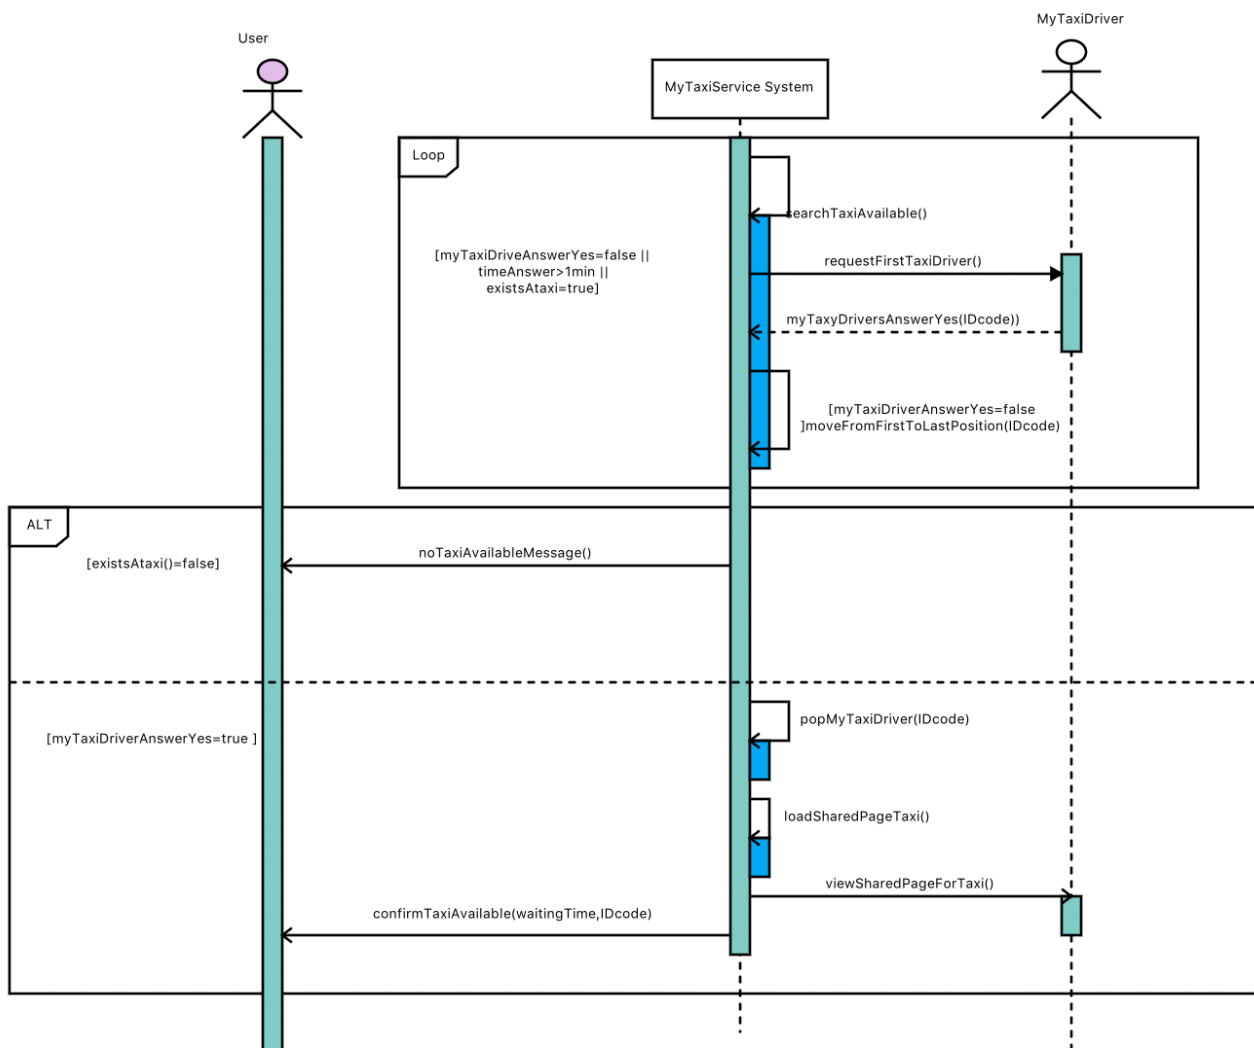 MyTaxiDriver
User
MyTaxiService System
Loop
searchTaxiAvailable()
[myTaxiDriveAnswerYes=false ||
timeAnswer>1min ||
existsAtaxi=true]
requestFirstTaxiDriver()
myTaxyDriversAnswerYes(IDcode))
[myTaxiDriverAnswerYes=false
]moveFromFirstToLastPosition(IDcode)
ALT
[existsAtaxi()=false]
noTaxiAvailableMessage()
popMyTaxiDriver(IDcode)
[myTaxiDriverAnswerYes=true ]
loadSharedPageTaxi()
viewSharedPageForTaxi()
confirmTaxiAvailable(waitingTime,IDcode)